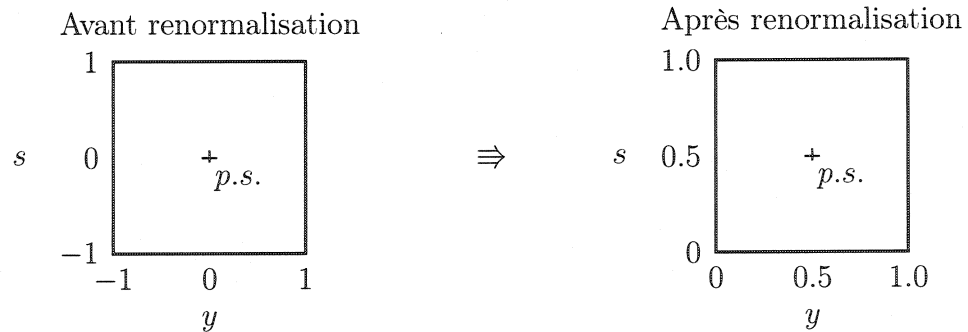 Avant renormalisation
1
s 0
p.s.
−1
−1 0 1
y
⇛
Après renormalisation
1.0
s 0.5
p.s.
0
0 0.5 1.0
y